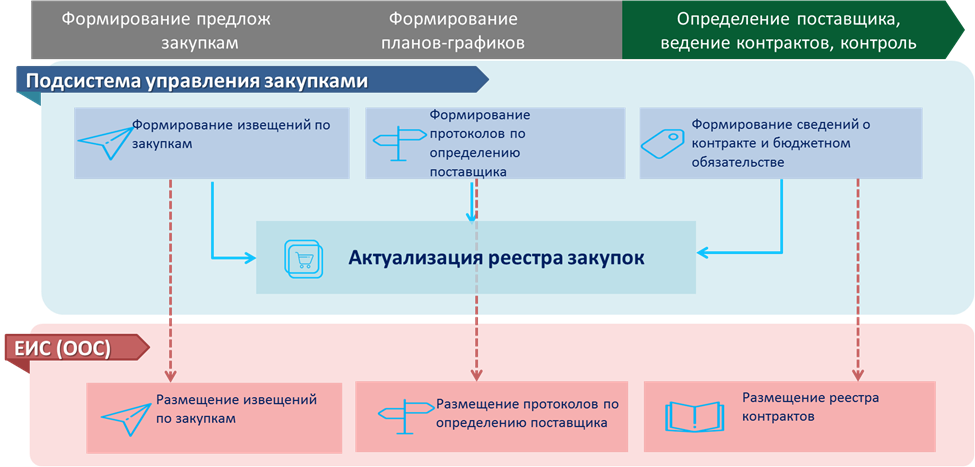 Формирование предлож
закупкам
Формирование
планов-графиков
Определение поставщика,
ведение контрактов, контроль
Подсистема управления закупками
Формирование извещений по
закупкам
Формирование
протоколов по
определению
поставщика
Формирование сведений о
контракте и бюджетном
обязательстве
Актуализация реестра закупок
ЕИС (ООС)
Размещение извещений
по закупкам
Размещение протоколов по
определению поставщика
Размещение реестра
контрактов